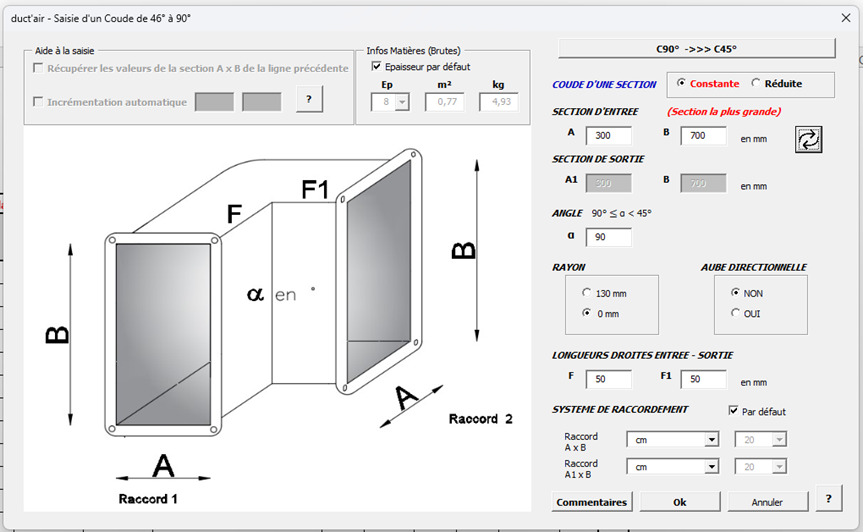 duct'air - Saisie d'un Coude de 46° à 90°
Aide à la saisie
Récupérer les valeurs de la section A x B de la ligne précédente
Incrémentation automatique
?
Infos Matières (Brutes)
Epaisseur par défaut
Ep m² kg
8 0,77 4,93
C90° ->>> C45°
COUDE D'UNE SECTION
Constante Réduite
SECTION D'ENTREE (Section la plus grande)
A 300 B 700 en mm
SECTION DE SORTIE
A1 300 B 700 en mm
ANGLE 90° ≤ α < 45°
α 90
RAYON
130 mm
0 mm
AUBE DIRECTIONNELLE
NON
OUI
LONGUEURS DROITES ENTREE - SORTIE
F 50 F1 50 en mm
SYSTEME DE RACCORDEMENT Par défaut
Raccord
A x B
cm 20
Raccord
A1 x B
cm 20
Commentaires Ok Annuler ?
F F1
B
α en °
B
A
Raccord 2
A
Raccord 1